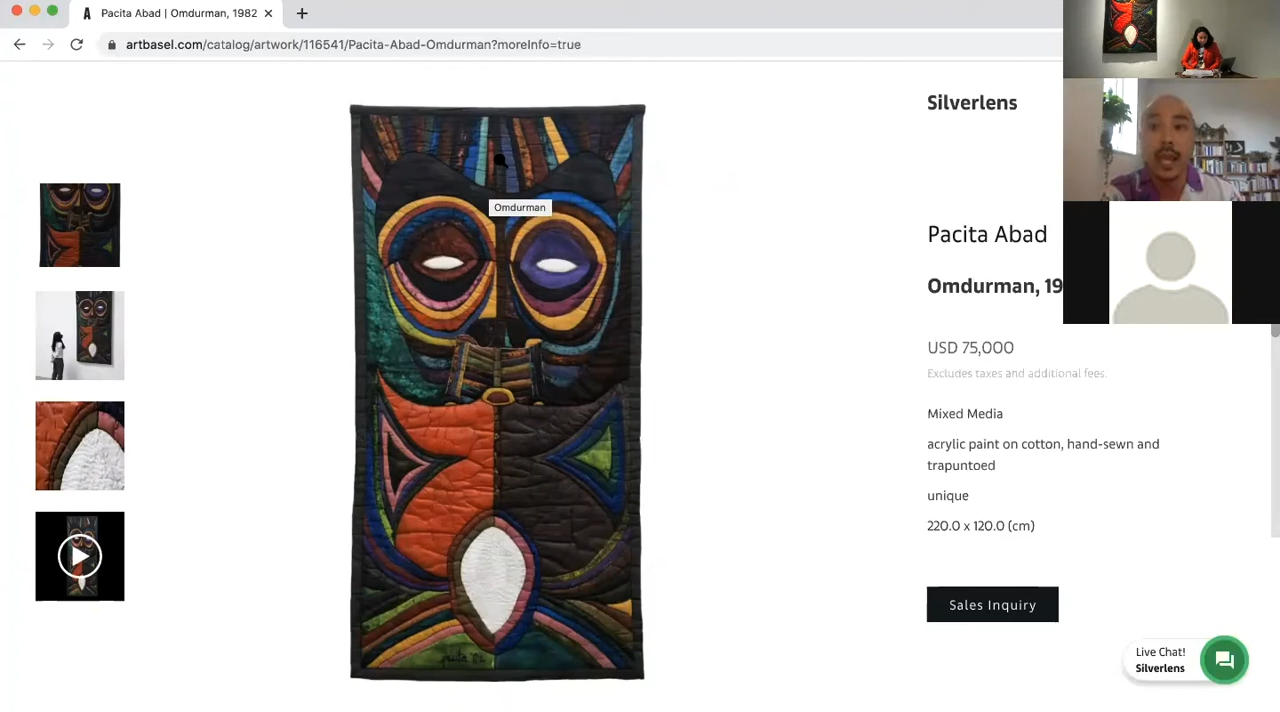 Pacita Abad | Omdurman, 1982
artbasel.com/catalog/artwork/116541/Pacita-Abad-Omdurman?moreInfo=true
Silverlens
Omdurman
Pacita Abad
Omdurman, 19
USD 75,000
Excludes taxes and additional fees.
Mixed Media
acrylic paint on cotton, hand-sewn and
trapuntoed
unique
220.0 x 120.0 (cm)
Sales Inquiry
Live Chat!
Silverlens